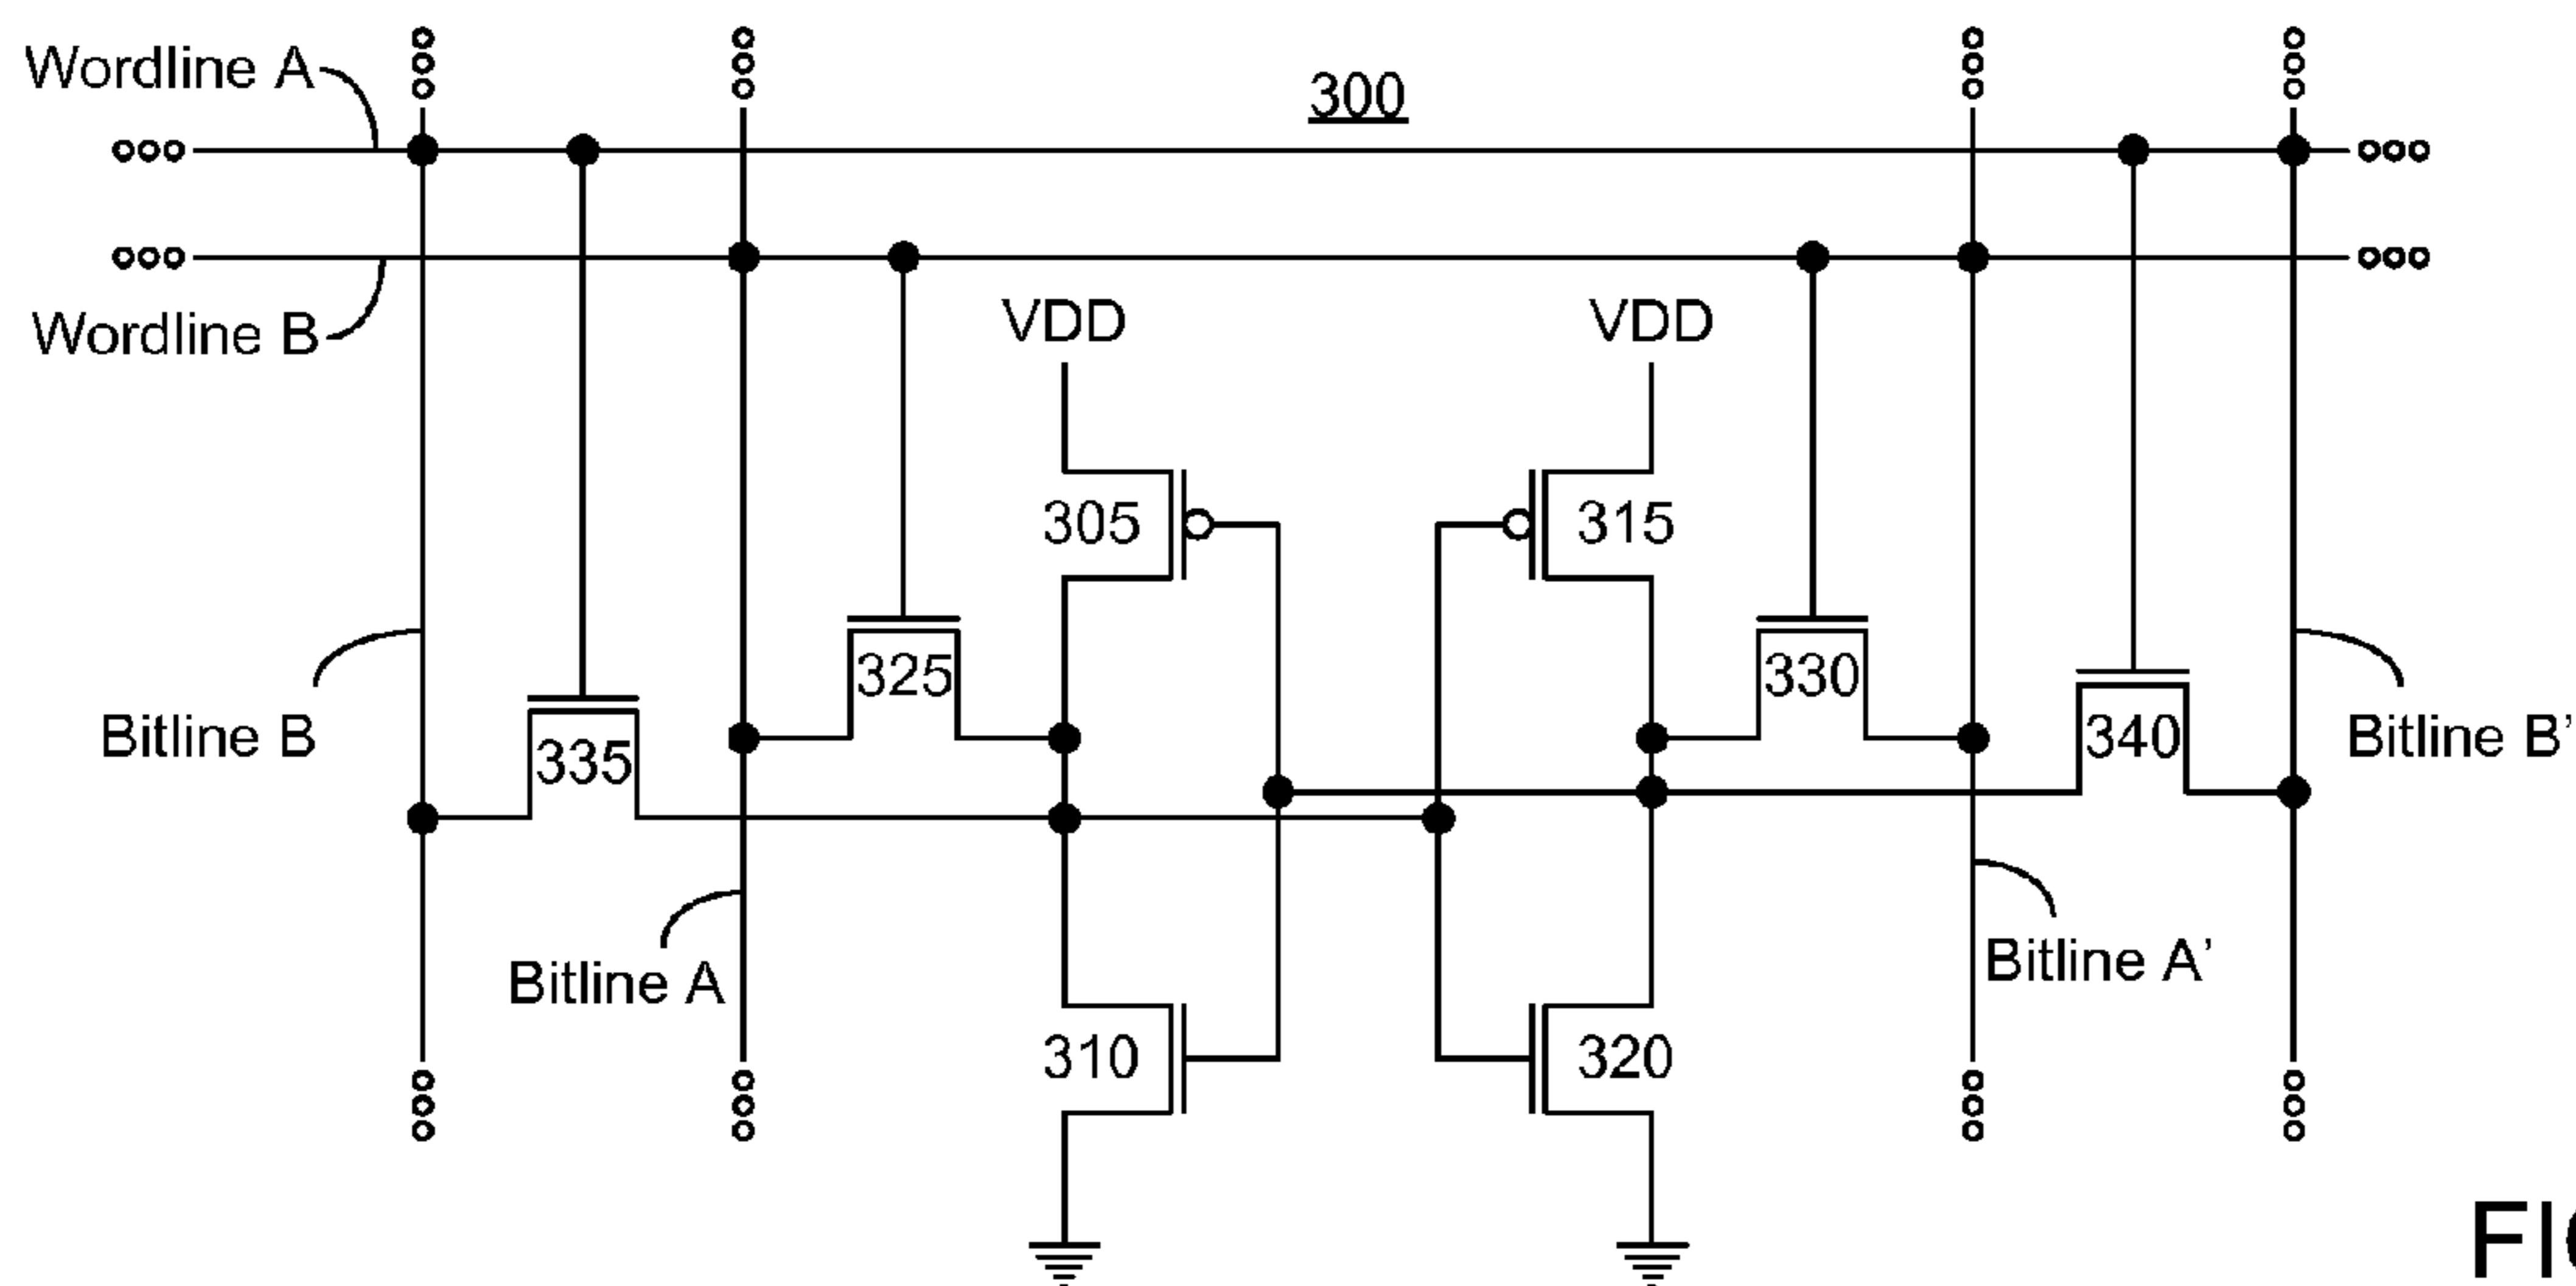 Wordline A
300
Wordline B
VDD
VDD
305
315
325
330
335
340
Bitline B
Bitline B’
Bitline A
Bitline A’
310
320